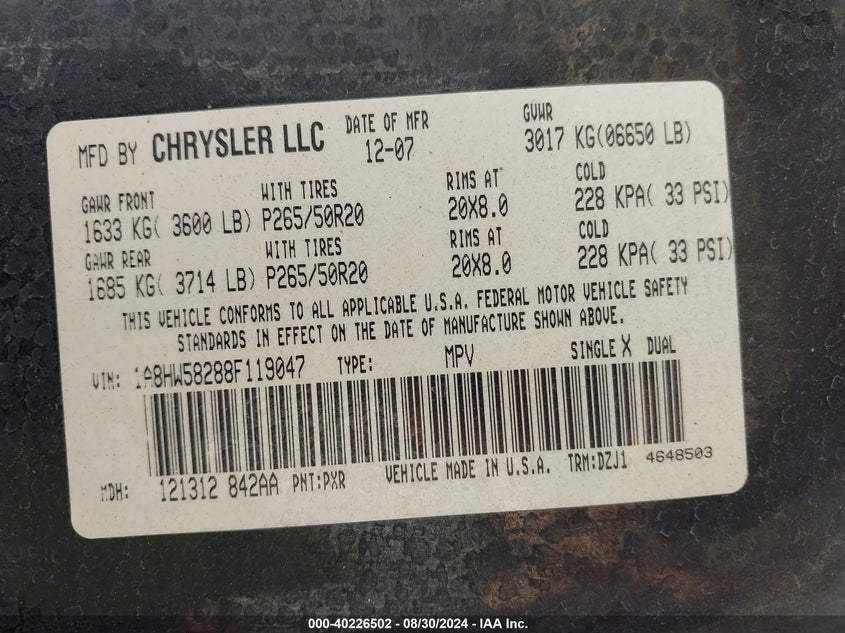 MFD BY CHRYSLER LLC DATE OF MFR 12-07 GVWR 3017 KG(06650 LB)
GAWR FRONT WITH TIRES RIMS AT COLD
1633 KG( 3600 LB) P265/50R20 20X8.0 228 KPA( 33 PSI)
GAWR REAR WITH TIRES RIMS AT COLD
1685 KG( 3714 LB) P265/50R20 20X8.0 228 KPA( 33 PSI)
THIS VEHICLE CONFORMS TO ALL APPLICABLE U.S.A. FEDERAL MOTOR VEHICLE SAFETY
STANDARDS IN EFFECT ON THE DATE OF MANUFACTURE SHOWN ABOVE.
VIN: 1A8HW58288F119047 TYPE: MPV SINGLE X DUAL
MDH: 121312 842AA PNT:PXR VEHICLE MADE IN U.S.A. TRM:DZJ1 4648503
000-40226502 - 08/30/2024 - IAA Inc.